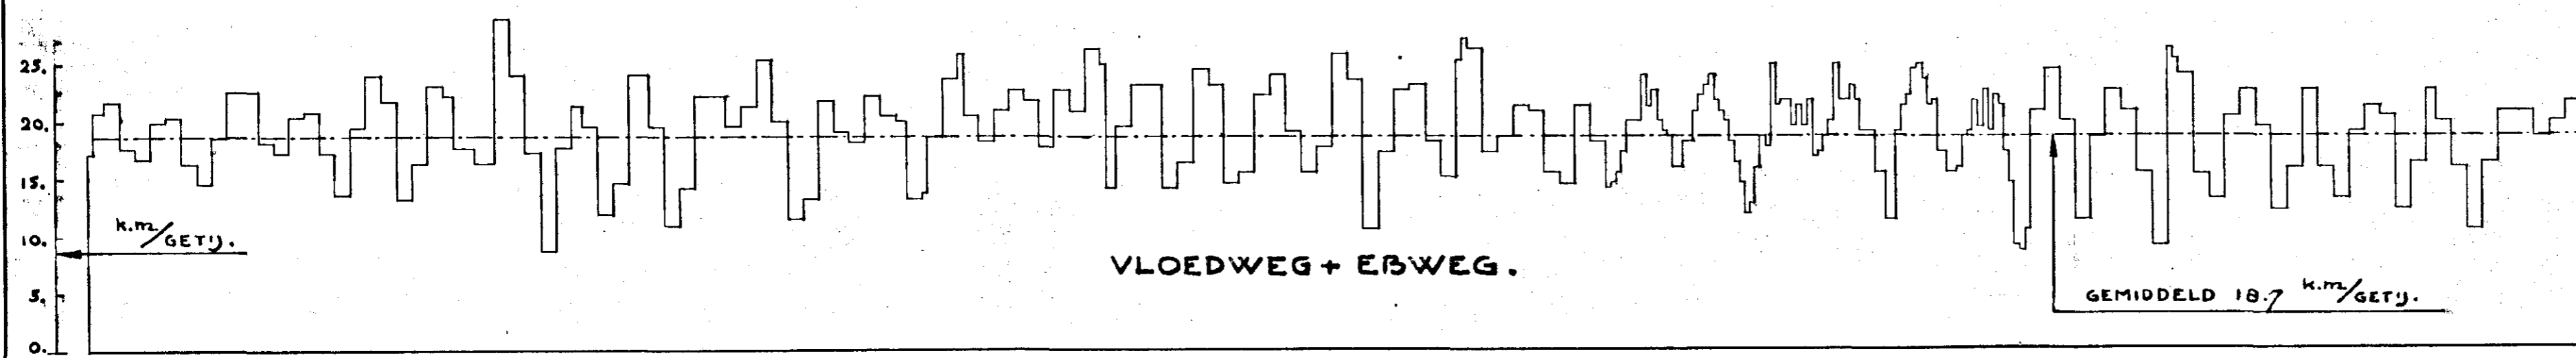 25.
20.
15.
k.m/GETIJ.
10.
VLOEDWEG + EBWEG.
5.
GEMIDDELD 18.7 k.m/GETIJ.
0.